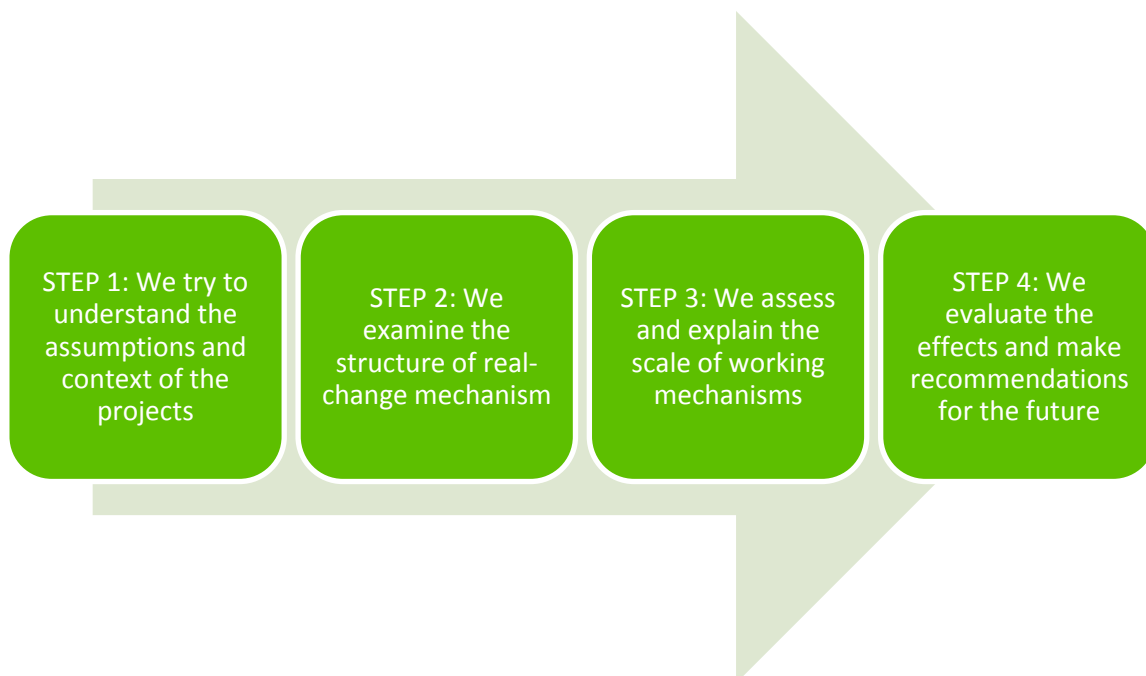 STEP 1: We try to
understand the
assumptions and
context of the
projects
STEP 2: We
examine the
structure of real-
change mechanism
STEP 3: We assess
and explain the
scale of working
mechanisms
STEP 4: We
evaluate the
effects and make
recommendations
for the future